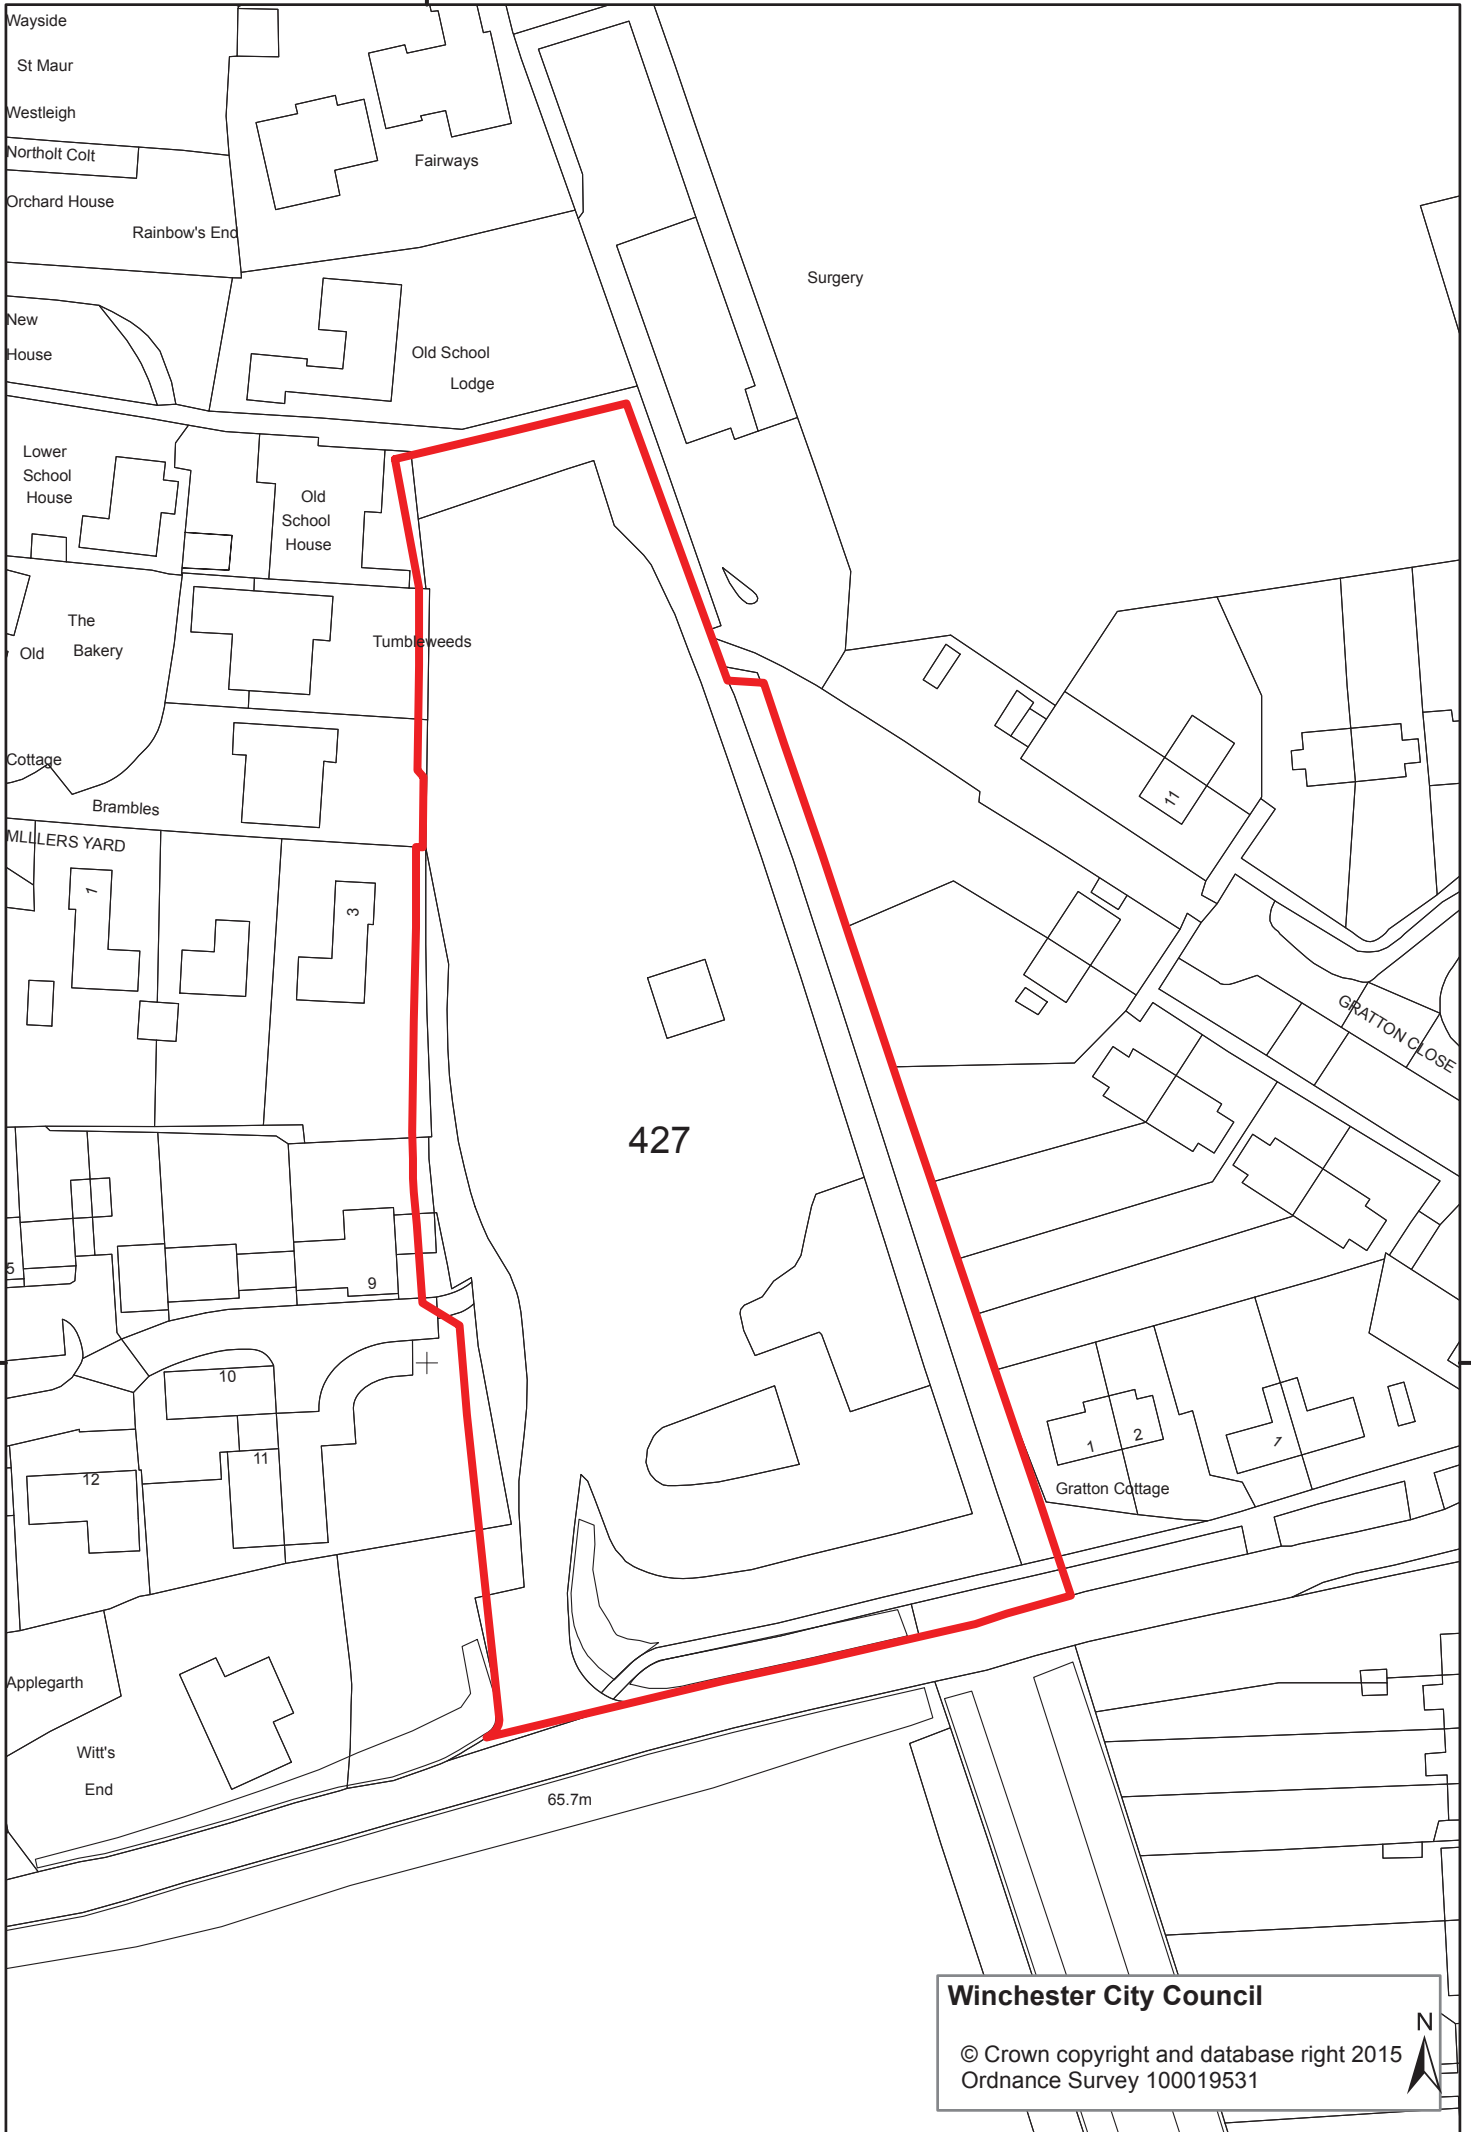 Wayside
St Maur
Westleigh
Northolt Colt
Fairways
Orchard House
Rainbow's End
Surgery
New
House
Old School
Lodge
Lower
School
House
Old
School
House
The
Old Bakery
Tumbleweeds
Cottage
Brambles
11
MLLERS YARD
1
3
GRATTON CLOSE
427
5
9
10
11
12
1
2
1
Gratton Cottage
Applegarth
Witt's
End
65.7m
Winchester City Council
N
© Crown copyright and database right 2015
Ordnance Survey 100019531